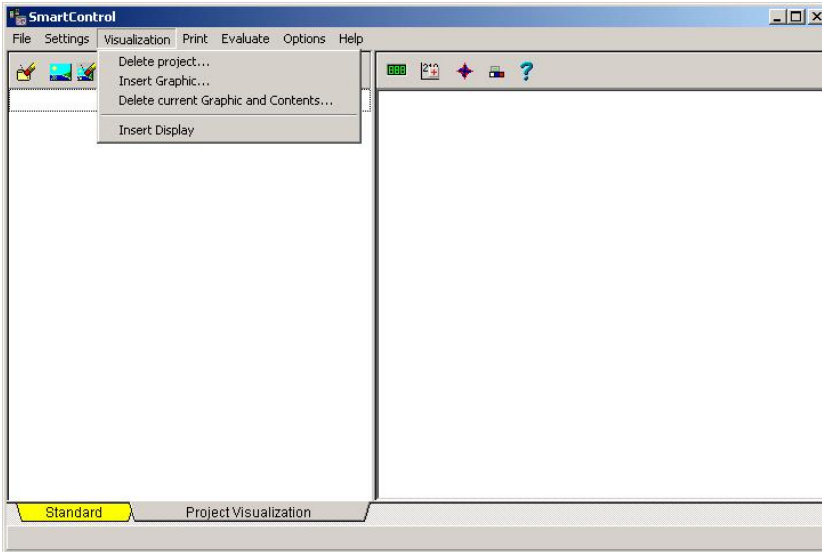 SmartControl
File Settings Visualization Print Evaluate Options Help
Delete project...
Insert Graphic...
Delete current Graphic and Contents...
Insert Display
Standard Project Visualization